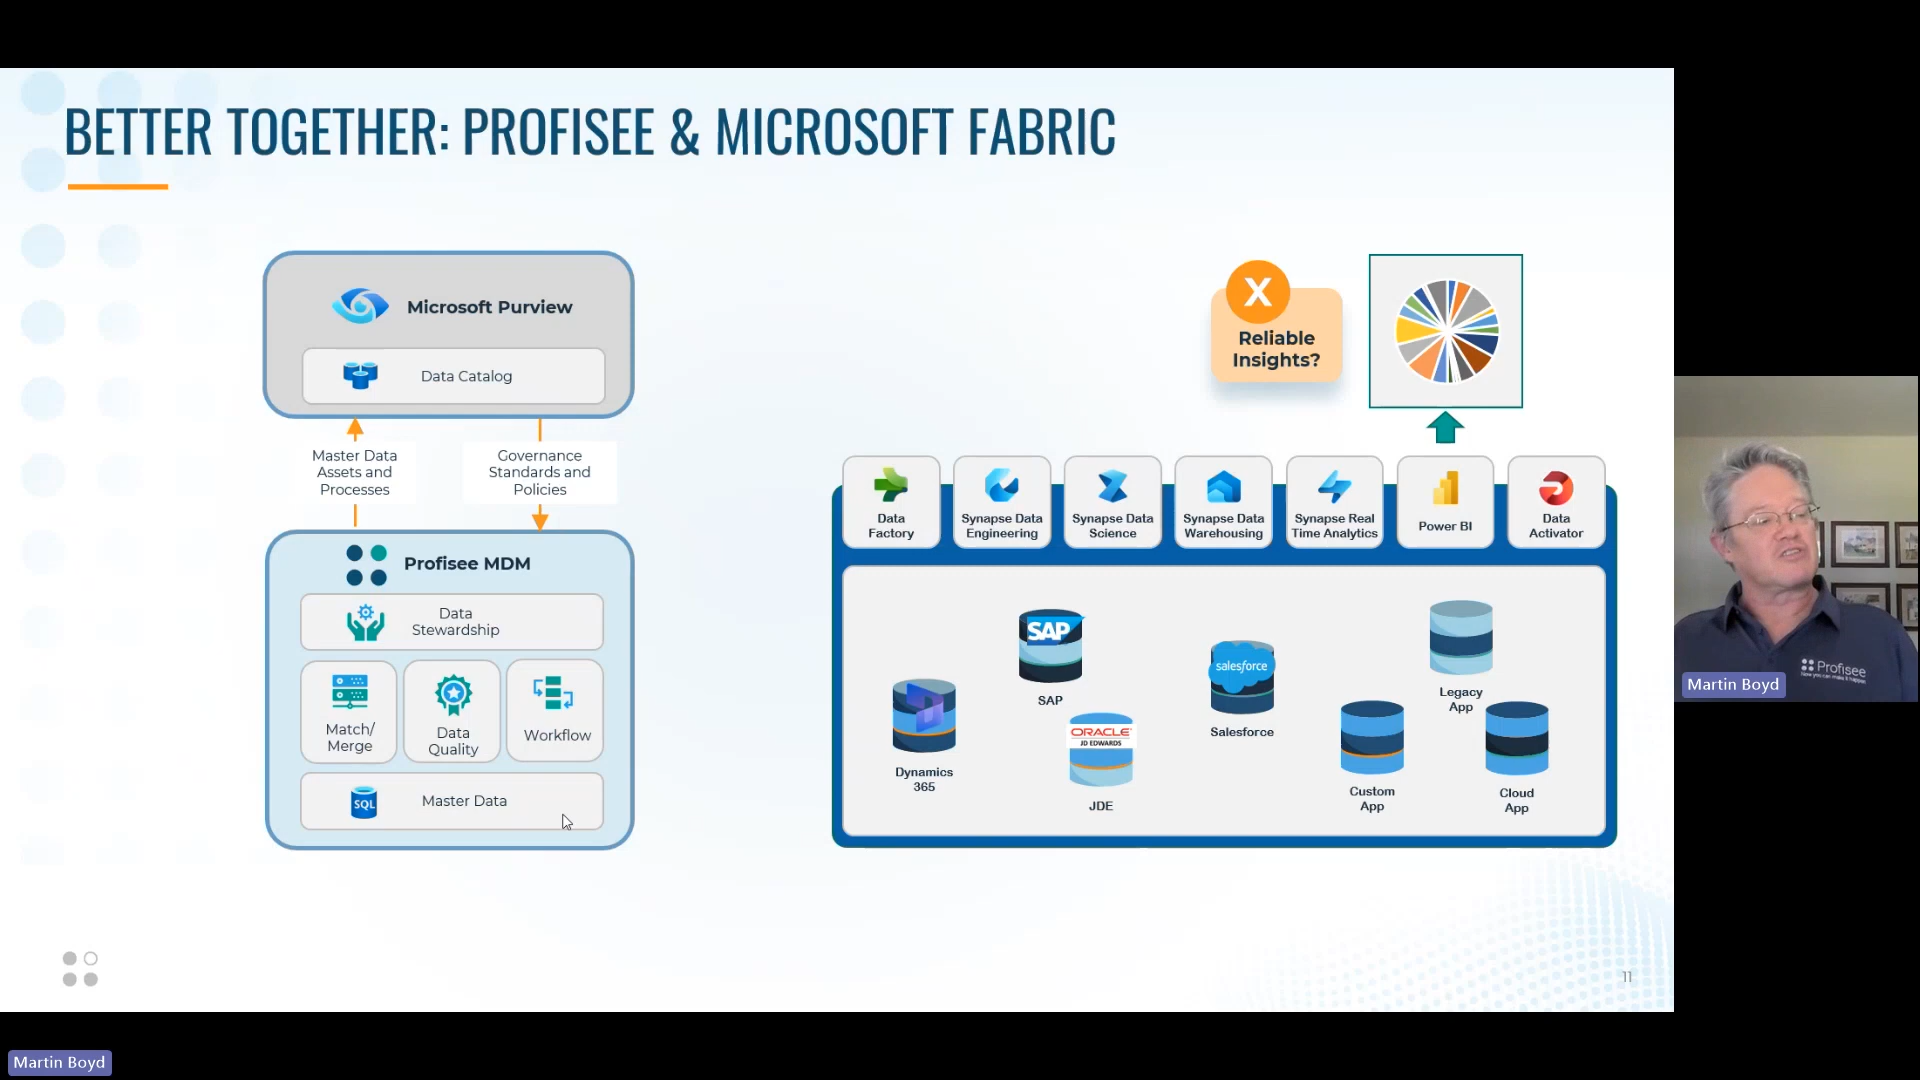 BETTER TOGETHER: PROFISEE & MICROSOFT FABRIC
Microsoft Purview
Data Catalog
Master Data
Assets and
Processes
Governance
Standards and
Policies
Profisee MDM
Data
Stewardship
Match/
Merge
Data
Quality
Workflow
SQL
Master Data
X
Reliable
Insights?
Data
Factory
Synapse Data
Engineering
Synapse Data
Science
Synapse Data
Warehousing
Synapse Real
Time Analytics
Power BI
Data
Activator
Dynamics
365
SAP
SAP
ORACLE
JD EDWARDS
JDE
salesforce
Salesforce
Custom
App
Legacy
App
Cloud
App
11
Profisee
Martin Boyd
Martin Boyd